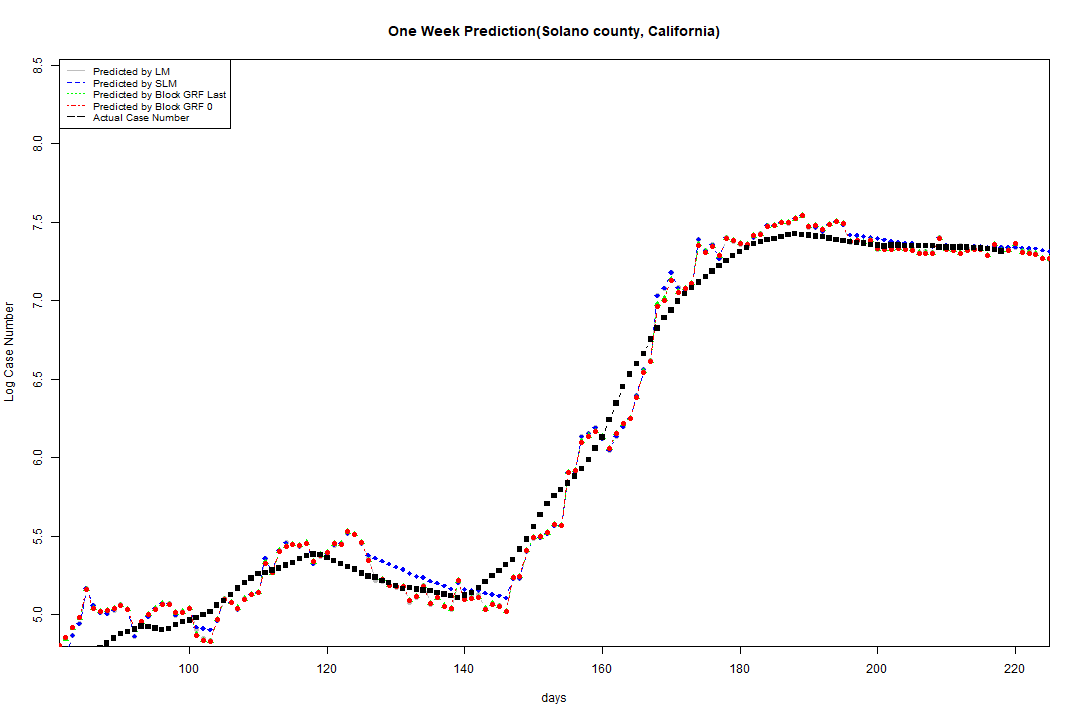 One Week Prediction(Solano county, California)
8.5
8.0
7.5
7.0
6.5
6.0
5.5
5.0
Log Case Number
Predicted by LM
Predicted by SLM
Predicted by Block GRF Last
Predicted by Block GRF 0
Actual Case Number
100 120 140 160 180 200 220
days